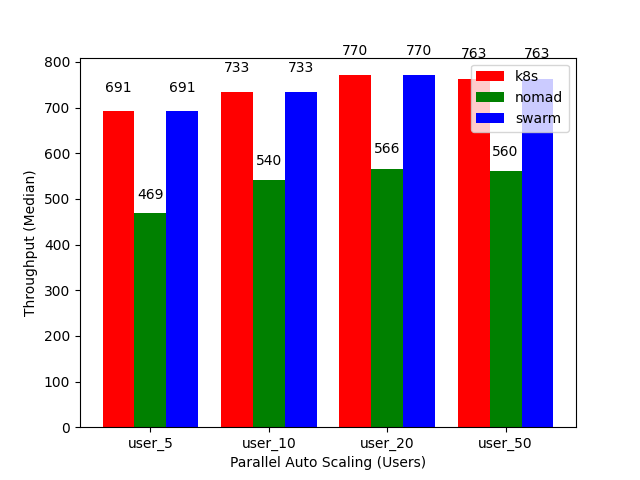 770 770
763 763
733 733
691 691
k8s
nomad
swarm
566
560
540
469
800
700
600
500
400
300
200
100
0
Throughput (Median)
user_5 user_10 user_20 user_50
Parallel Auto Scaling (Users)